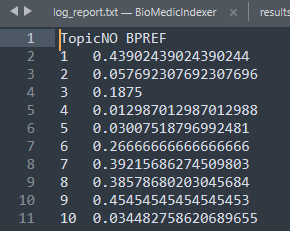 log_report.txt — BioMedicIndexer × results
1 TopicNO BPREF
2 1 0.43902439024390244
3 2 0.057692307692307696
4 3 0.1875
5 4 0.012987012987012988
6 5 0.03007518796992481
7 6 0.26666666666666666
8 7 0.39215686274509803
9 8 0.38578680203045684
10 9 0.45454545454545453
11 10 0.034482758620689655